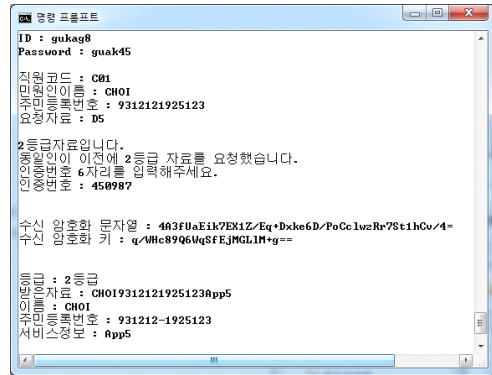 명령 프롬프트
ID : gukag8
Password : guak45
직원코드 : C01
민원인이름 : CHOI
주민등록번호 : 9312121925123
요청자료 : D5
2등급자료입니다.
동일인이 이전에 2등급 자료를 요청했습니다.
인증번호 6자리를 입력해주세요.
인증번호 : 450987
수신 암호화 문자열 : 4A3fUaEik7EX1Z/Eq+Dxke6D/PoCclwzRr7St1hCv/4=
수신 암호화 키 : q/WHc89Q6WqSfEjMGL1M+g==
등급 : 2등급
받은자료 : CHOI9312121925123App5
이름 : CHOI
주민등록번호 : 931212-1925123
서비스정보 : App5